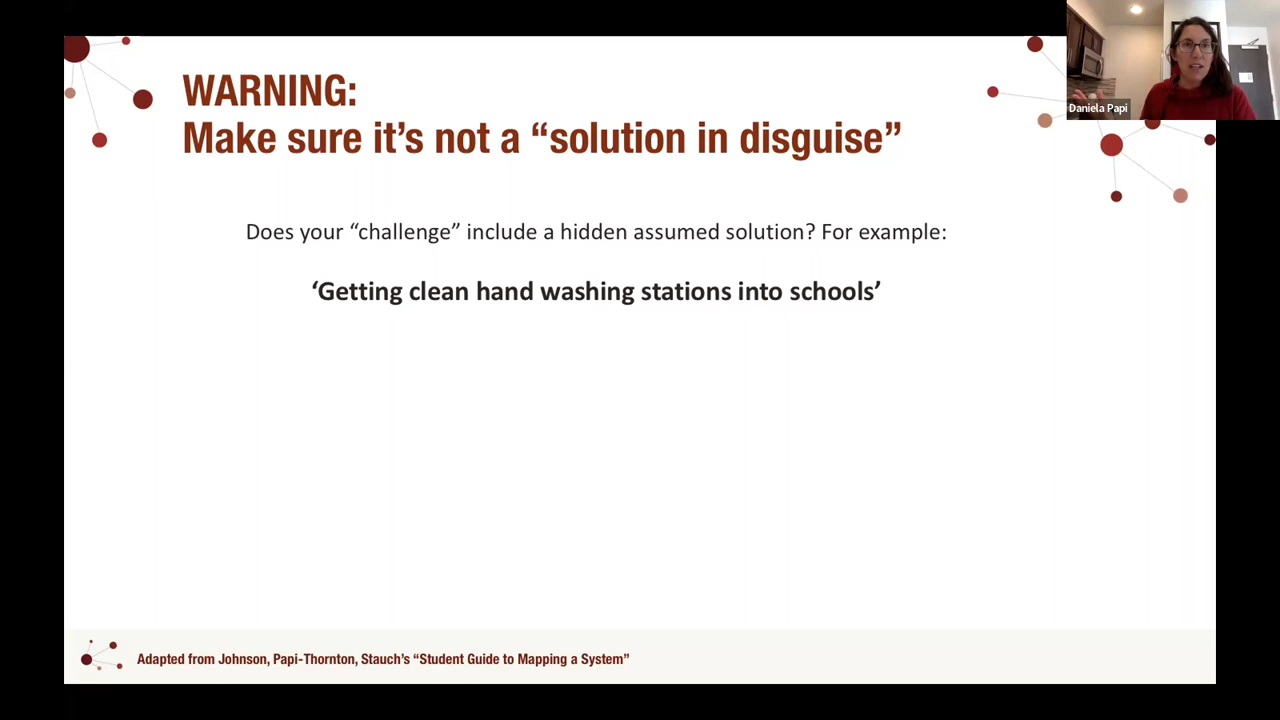 WARNING:
Make sure it's not a “solution in disguise”
Daniela Papi
Does your “challenge” include a hidden assumed solution? For example:
‘Getting clean hand washing stations into schools’
Adapted from Johnson, Papi-Thornton, Stauch’s “Student Guide to Mapping a System”